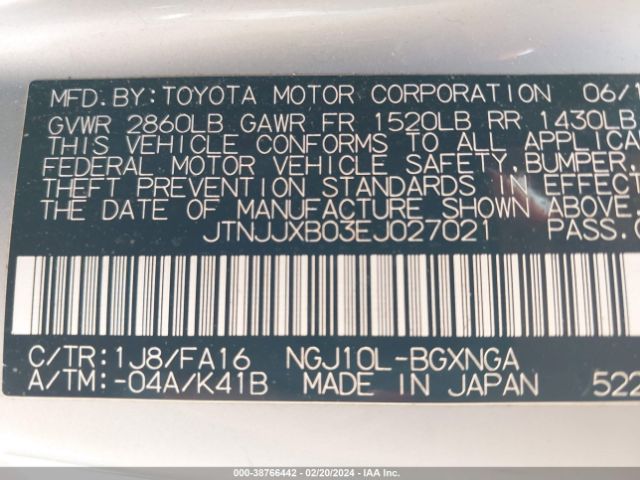 MFD.BY:TOYOTA MOTOR CORPORATION 06/1
GVWR 2860LB GAWR FR 1520LB RR 1430LB
THIS VEHICLE CONFORMS TO ALL APPLICA
FEDERAL MOTOR VEHICLE SAFETY, BUMPER,
THEFT PREVENTION STANDARDS IN EFFECT
THE DATE OF MANUFACTURE SHOWN ABOVE.
JTNJJXB03EJ027021 PASS.C
C/TR:1J8/FA16 NGJ10L-BGXNGA
A/TM:-04A/K41B MADE IN JAPAN 522
000-38766442 - 02/20/2024 - IAA Inc.